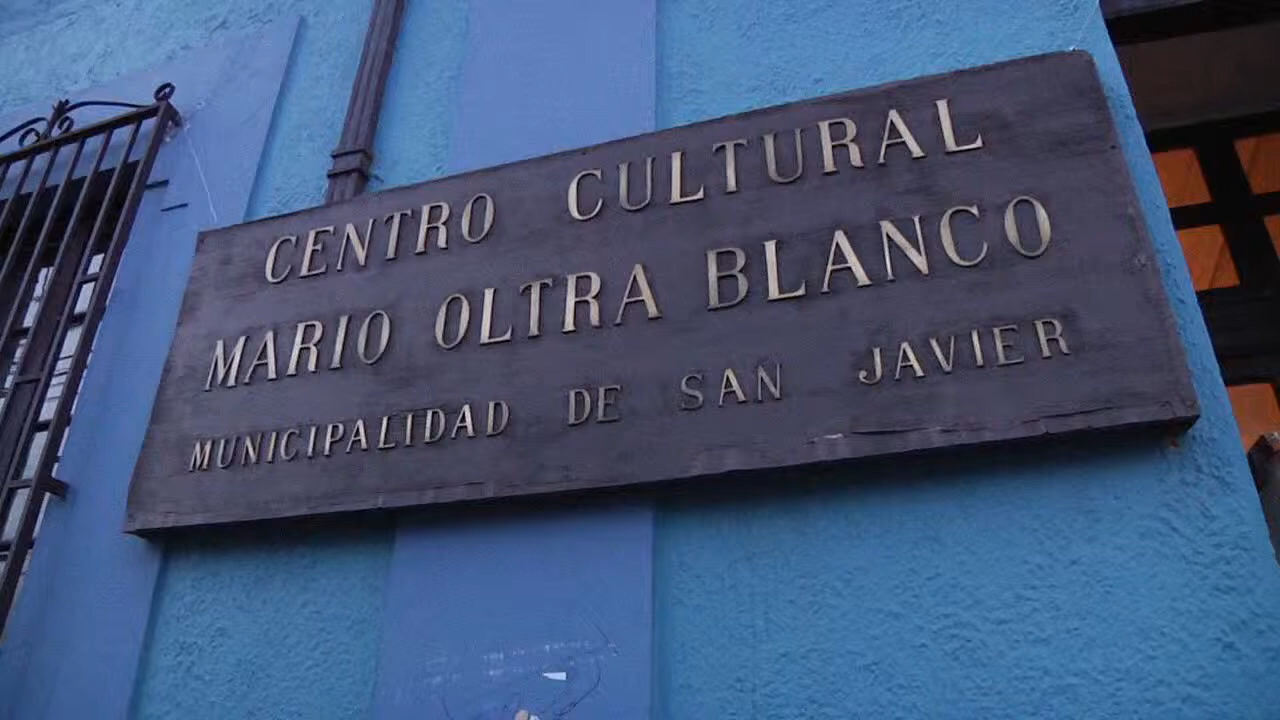 CENTRO CULTURAL
MARIO OLTRA BLANCO
MUNICIPALIDAD DE SAN JAVIER